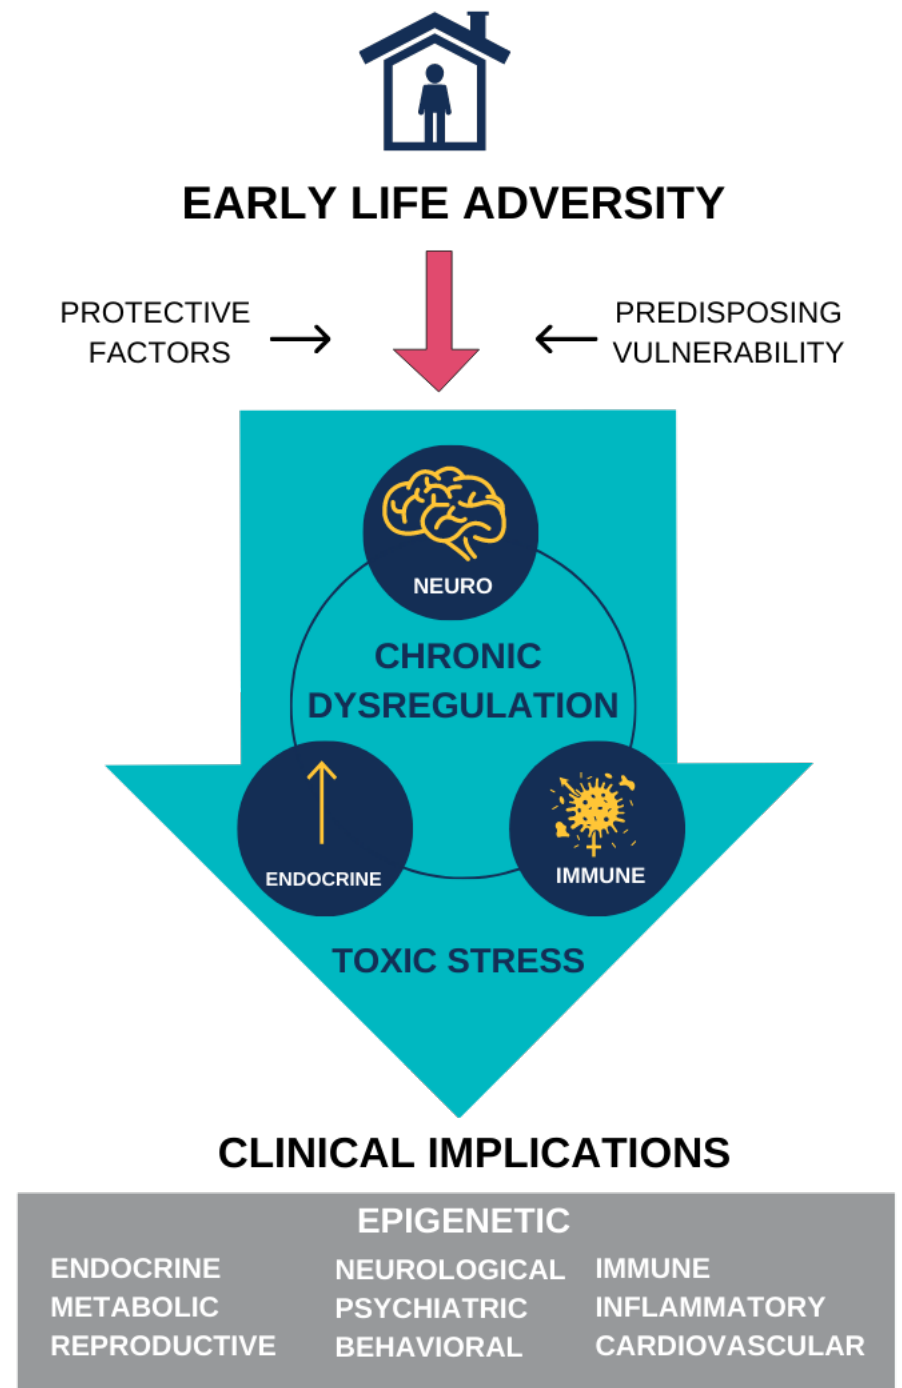 EARLY LIFE ADVERSITY
PROTECTIVE
FACTORS
PREDISPOSING
VULNERABILITY
NEURO
CHRONIC
DYSREGULATION
ENDOCRINE
IMMUNE
TOXIC STRESS
CLINICAL IMPLICATIONS
EPIGENETIC
ENDOCRINE
METABOLIC
REPRODUCTIVE
NEUROLOGICAL
PSYCHIATRIC
BEHAVIORAL
IMMUNE
INFLAMMATORY
CARDIOVASCULAR